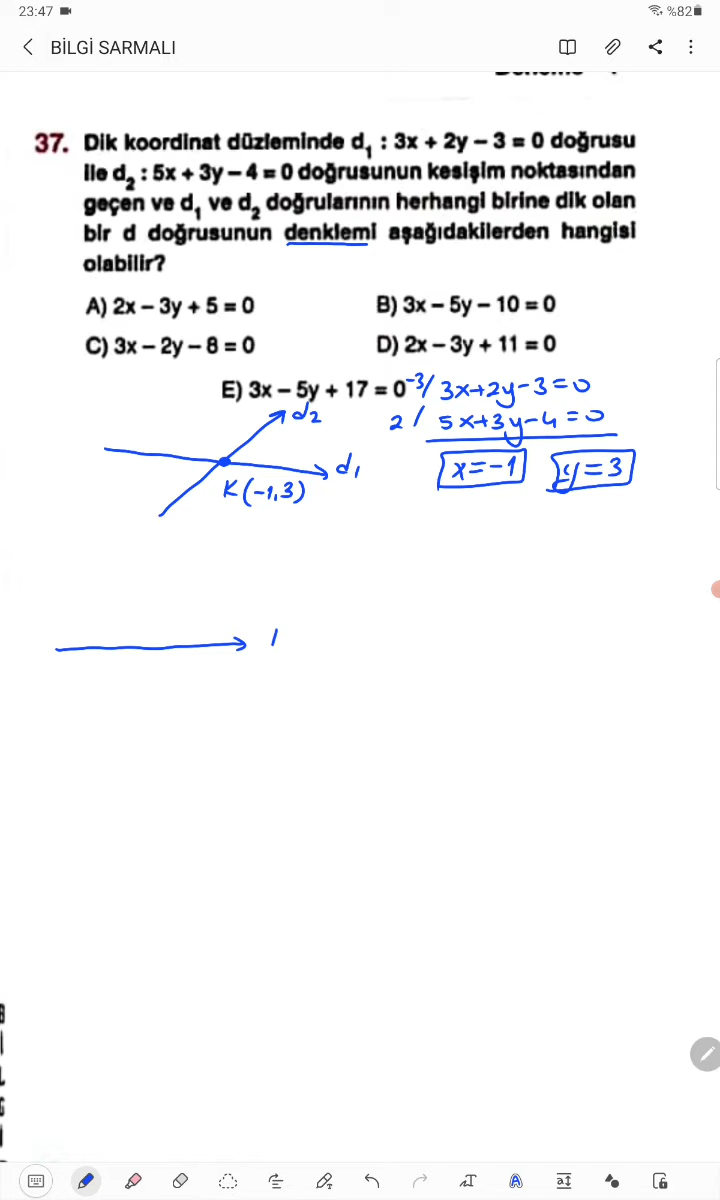 23:47 %82
BİLGİ SARMALI
37. Dik koordinat düzleminde d₁ : 3x + 2y – 3 = 0 doğrusu
ile d₂ : 5x + 3y – 4 = 0 doğrusunun kesişim noktasından
geçen ve d₁ ve d₂ doğrularının herhangi birine dik olan
bir d doğrusunun denklemi aşağıdakilerden hangisi
olabilir?
A) 2x – 3y + 5 = 0 B) 3x – 5y – 10 = 0
C) 3x – 2y – 8 = 0 D) 2x – 3y + 11 = 0
E) 3x – 5y + 17 = 0
-3/ 3x+2y-3=0
2/ 5x+3y-4=0
x=-1 y=3
d₂
d₁
K(-1,3)